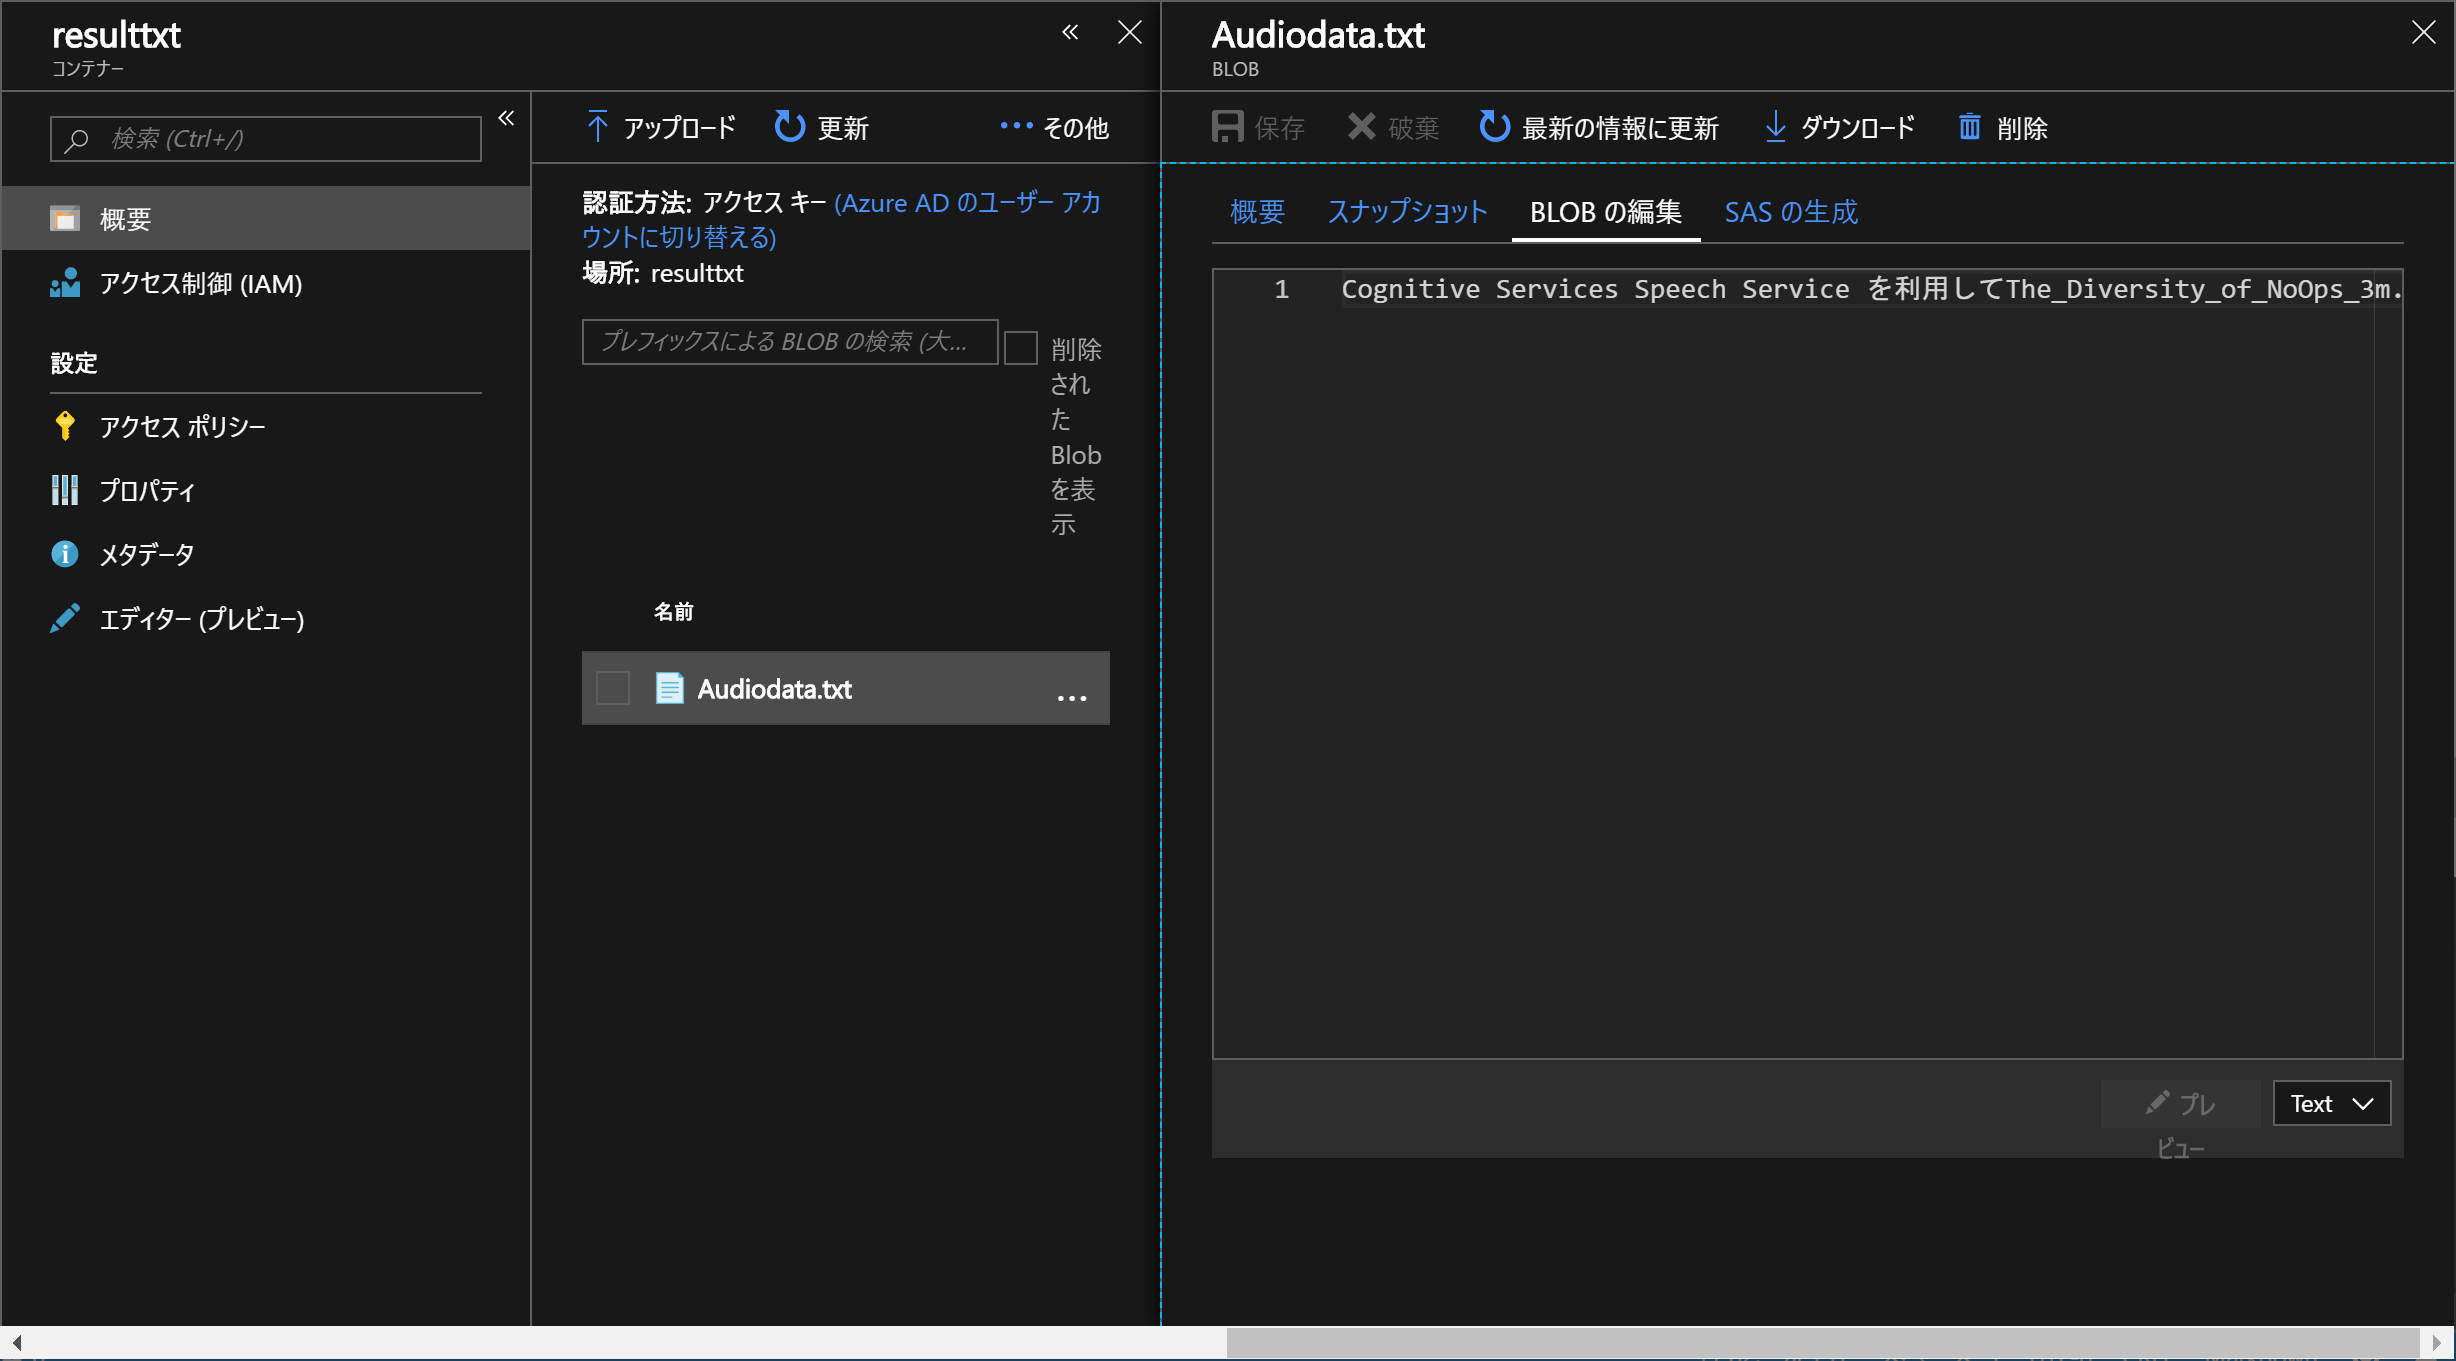 resulttxt
コンテナー
検索 (Ctrl+/)
概要
アクセス制御 (IAM)
設定
アクセス ポリシー
プロパティ
メタデータ
エディター (プレビュー)
アップロード
更新
その他
認証方法: アクセス キー (Azure AD のユーザー アカ
ウントに切り替える)
場所: resulttxt
プレフィックスによる BLOB の検索 (大...
削除
され
た
Blob
を表
示
名前
Audiodata.txt
...
Audiodata.txt
BLOB
保存
破棄
最新の情報に更新
ダウンロード
削除
概要
スナップショット
BLOB の編集
SAS の生成
1 Cognitive Services Speech Service を利用してThe_Diversity_of_NoOps_3m.
プレ
ビュー
Text